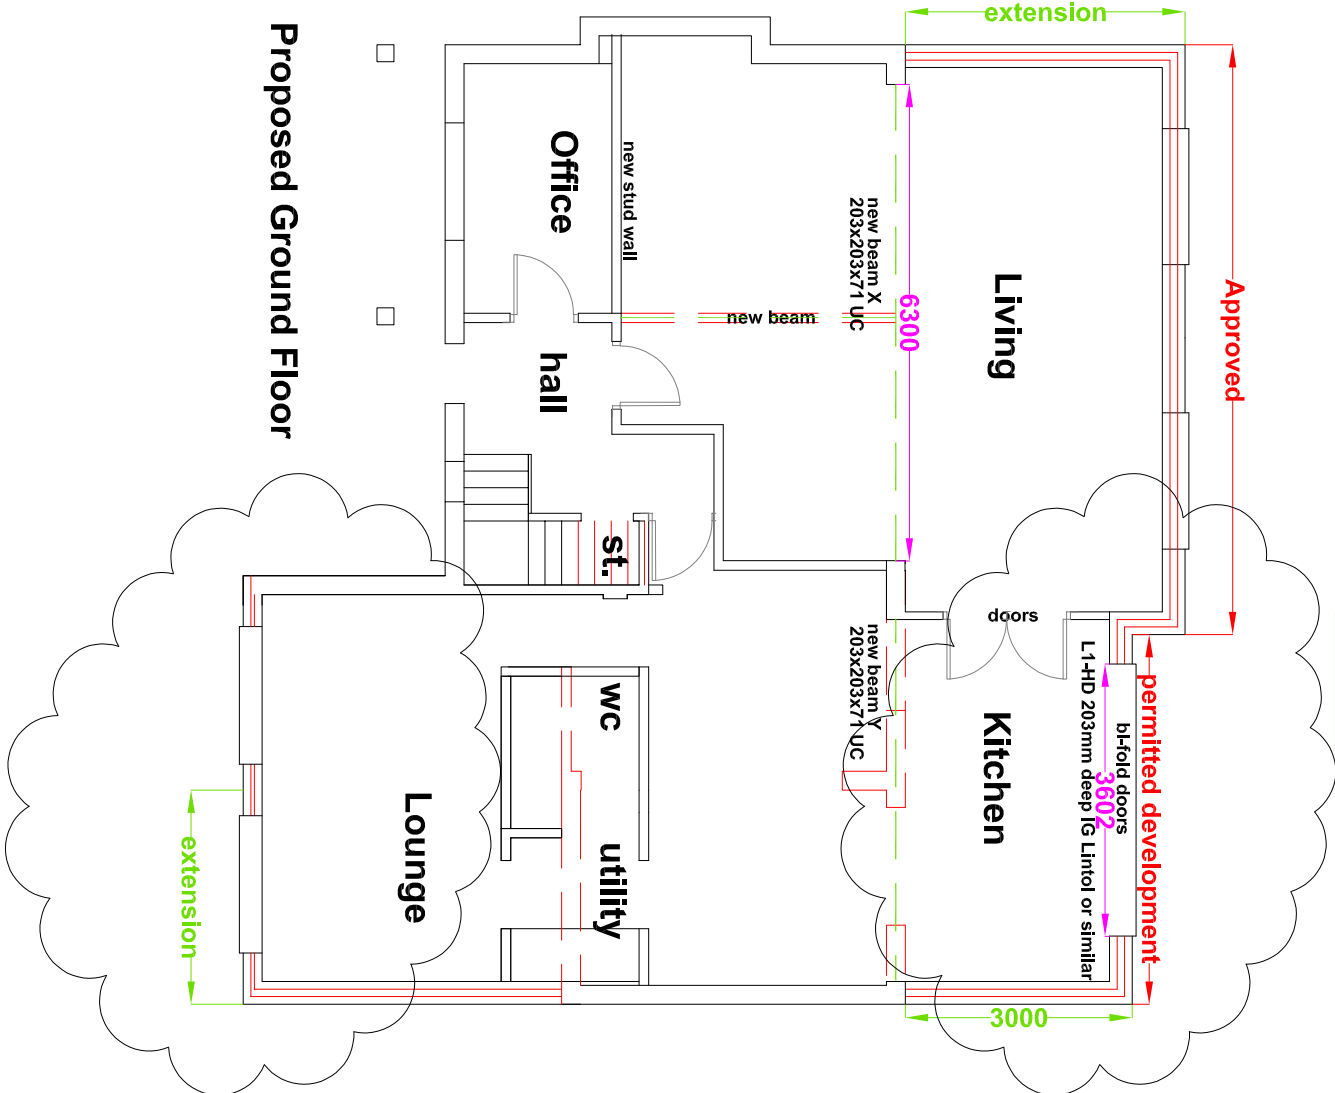 Proposed Ground Floor
extension
Approved
Office
new stud wall
new beam X
203x203x71 UC
6300
Living
new beam
hall
st.
doors
new beam Y
203x203x71 UC
L1-HD 203mm deep IG Lintol or similar
bi-fold doors
3602
permitted development
wc
Kitchen
Lounge
utility
extension
3000